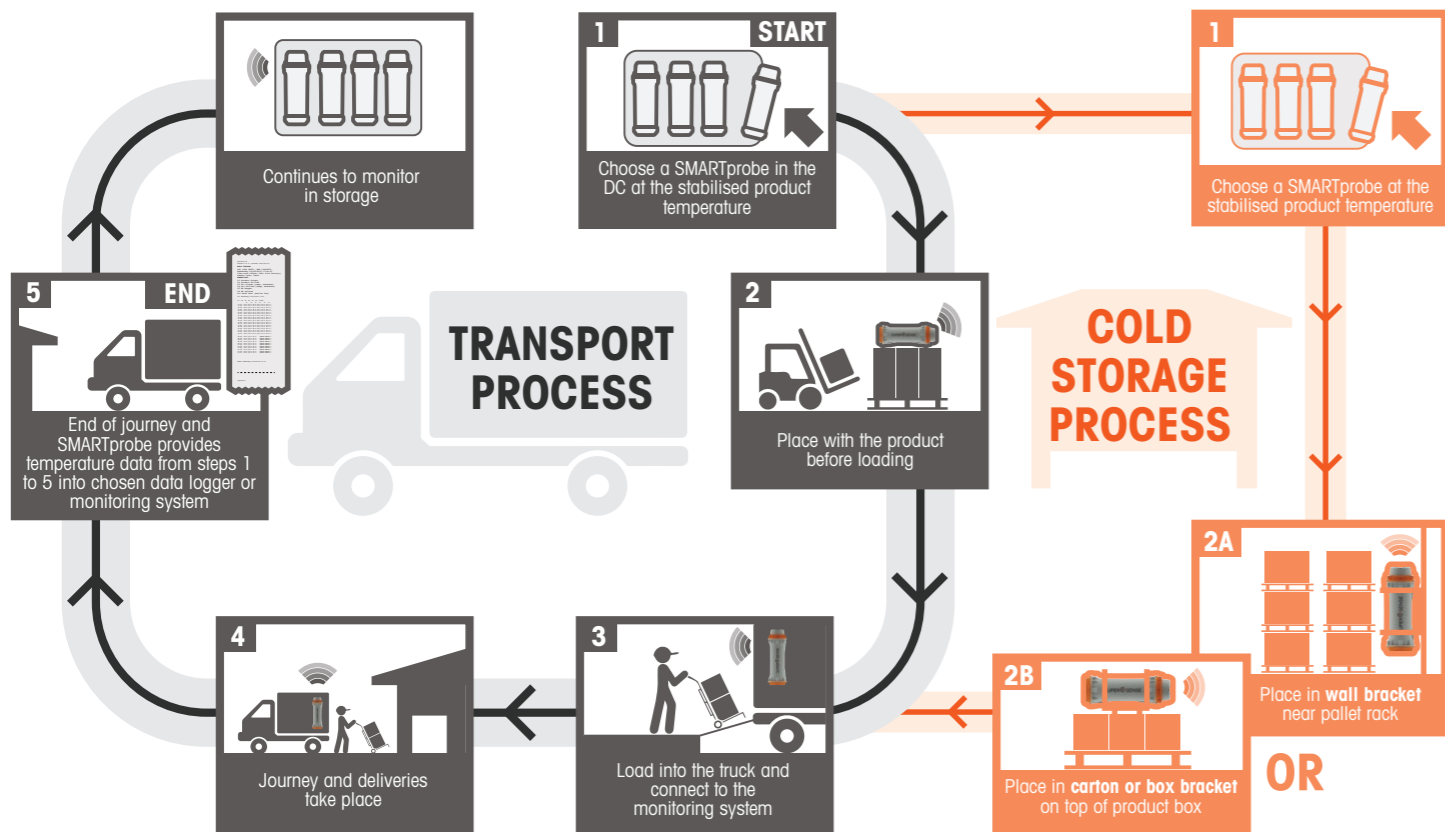 1
START
Choose a SMARTprobe in the
DC at the stabilised product
temperature
2
Place with the product
before loading
3
Load into the truck and
connect to the
monitoring system
4
Journey and deliveries
take place
5
END
End of journey and
SMARTprobe provides
temperature data from steps 1
to 5 into chosen data logger or
monitoring system
Continues to monitor
in storage
TRANSPORT
PROCESS
1
Choose a SMARTprobe at the
stabilised product temperature
COLD
STORAGE
PROCESS
2A
Place in wall bracket
near pallet rack
OR
2B
Place in carton or box bracket
on top of product box